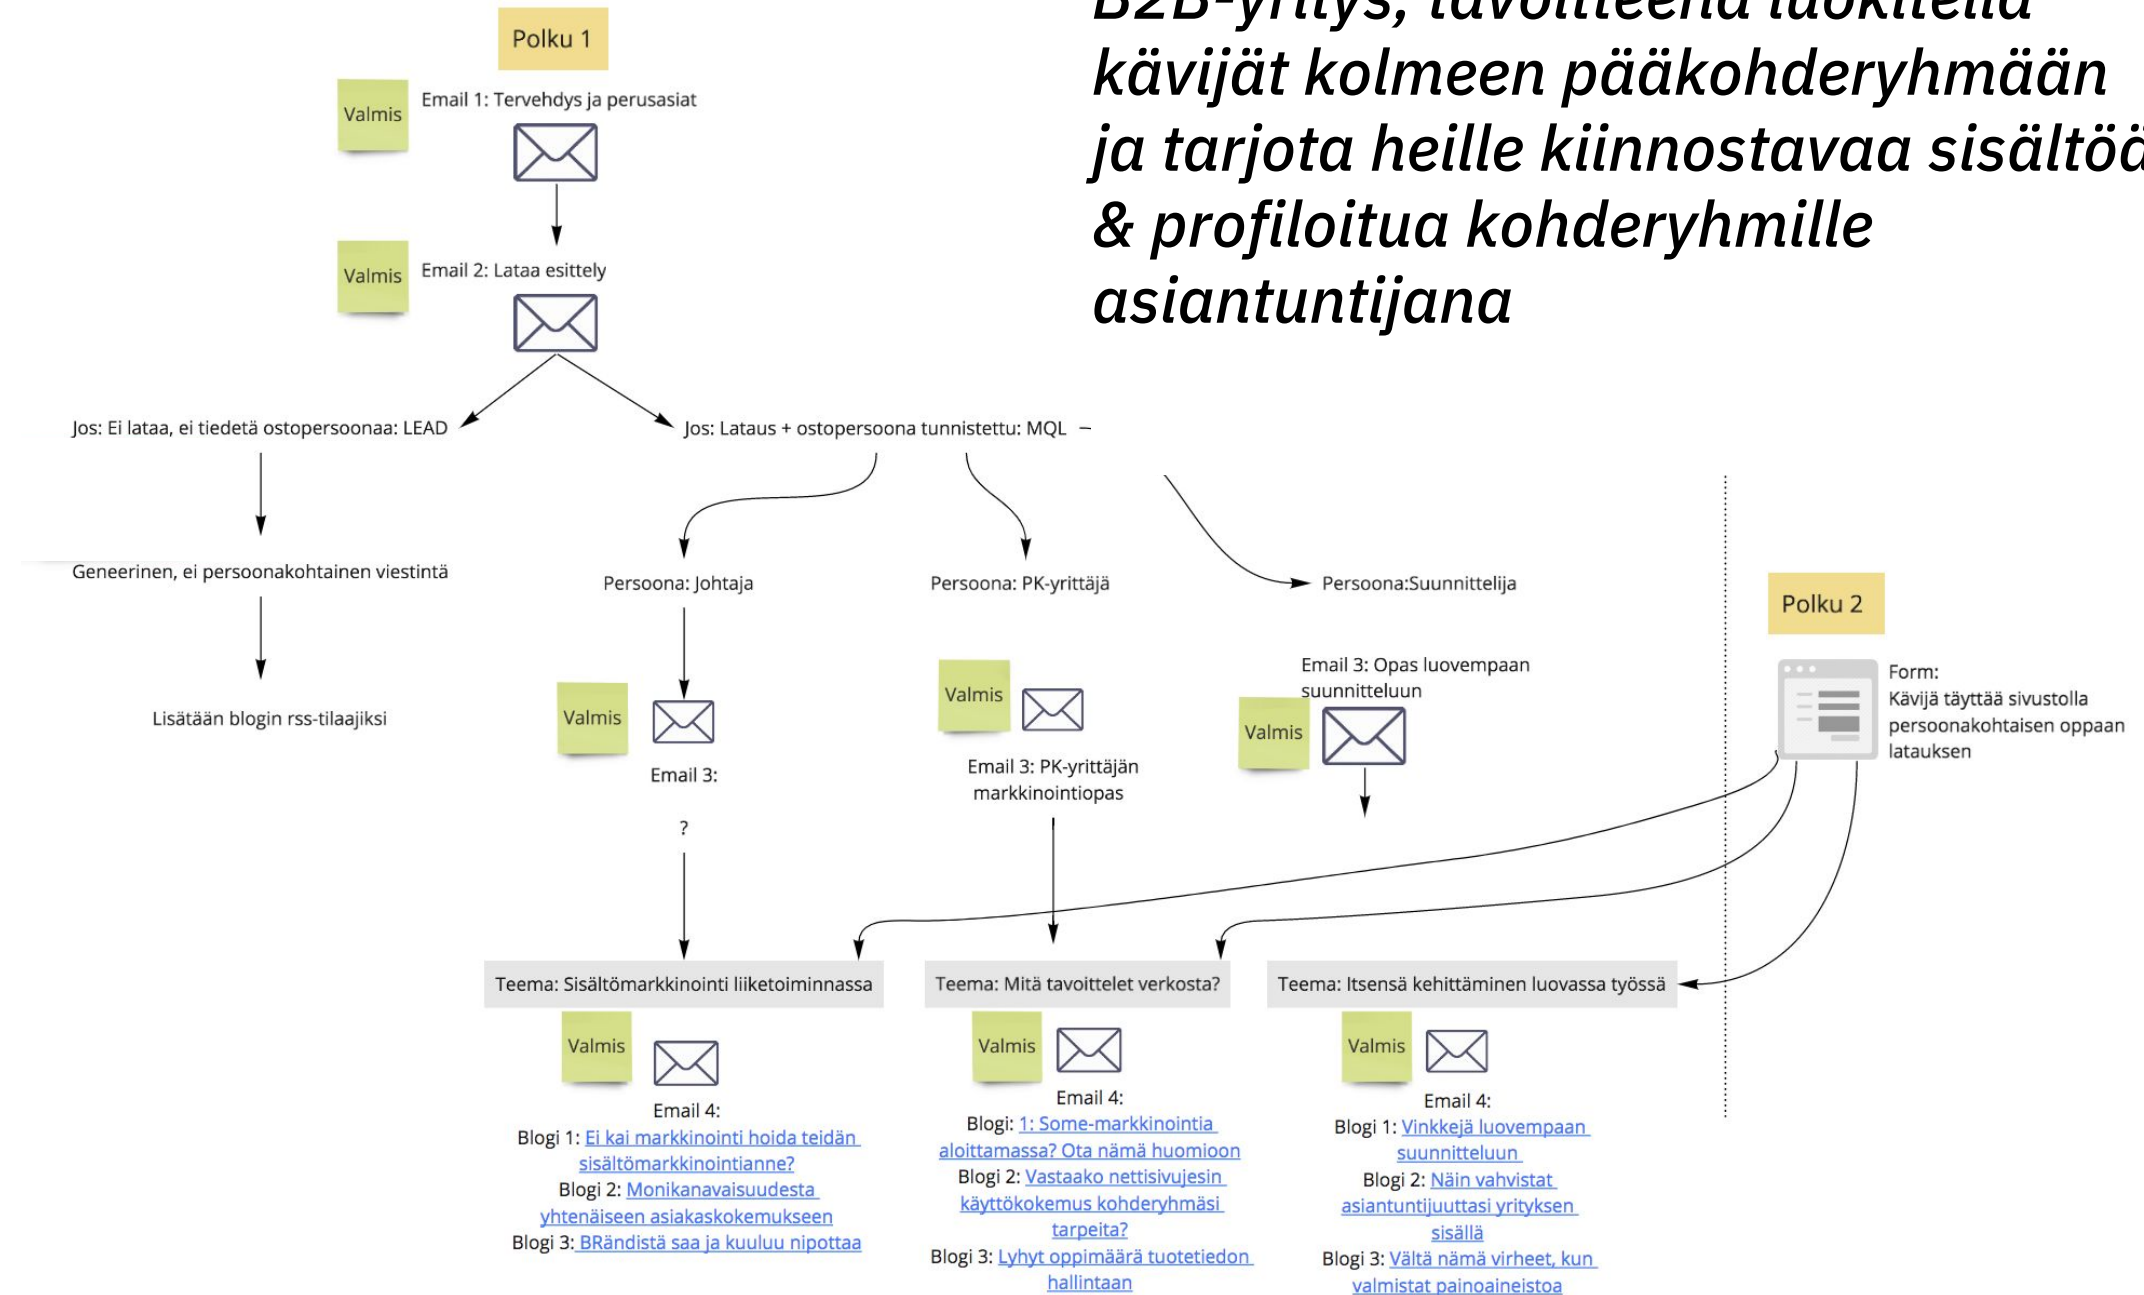 B2B-yritys, tavoitteena luokitella
kävijät kolmeen pääkohderyhmään
ja tarjota heille kiinnostavaa sisältöä
& profiloitua kohderyhmille
asiantuntijana
Polku 1
Valmis
Email 1: Tervehdys ja perusasiat
Valmis
Email 2: Lataa esittely
Jos: Ei lataa, ei tiedetä ostopersoonaa: LEAD
Jos: Lataus + ostopersoona tunnistettu: MQL –
Geneerinen, ei persoonakohtainen viestintä
Lisätään blogin rss-tilaajiksi
Persoona: Johtaja
Persoona: PK-yrittäjä
Persoona:Suunnittelija
Valmis
Email 3:
?
Valmis
Email 3: PK-yrittäjän
markkinointiopas
Email 3: Opas luovempaan
suunnitteluun
Valmis
Polku 2
Form:
Kävijä täyttää sivustolla
persoonakohtaisen oppaan
latauksen
Teema: Sisältömarkkinointi liiketoiminnassa
Valmis
Email 4:
Blogi 1: Ei kai markkinointi hoida teidän
sisältömarkkinointianne?
Blogi 2: Monikanavaisuudesta
yhtenäiseen asiakaskokemukseen
Blogi 3: BRändistä saa ja kuuluu nipottaa
Teema: Mitä tavoittelet verkosta?
Valmis
Email 4:
Blogi: 1: Some-markkinointia
aloittamassa? Ota nämä huomioon
Blogi 2: Vastaako nettisivujesin
käyttökokemus kohderyhmäsi
tarpeita?
Blogi 3: Lyhyt oppimäärä tuotetiedon
hallintaan
Teema: Itsensä kehittäminen luovassa työssä
Valmis
Email 4:
Blogi 1: Vinkkejä luovempaan
suunnitteluun
Blogi 2: Näin vahvistat
asiantuntijuuttasi yrityksen
sisällä
Blogi 3: Vältä nämä virheet, kun
valmistat painoaineistoa